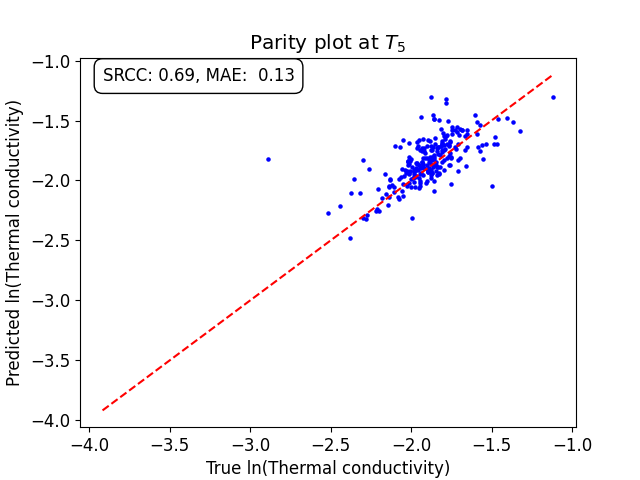 Parity plot at T5
SRCC: 0.69, MAE:  0.13
Predicted ln(Thermal conductivity)
−1.0
−1.5
−2.0
−2.5
−3.0
−3.5
−4.0
−4.0 −3.5 −3.0 −2.5 −2.0 −1.5 −1.0
True ln(Thermal conductivity)